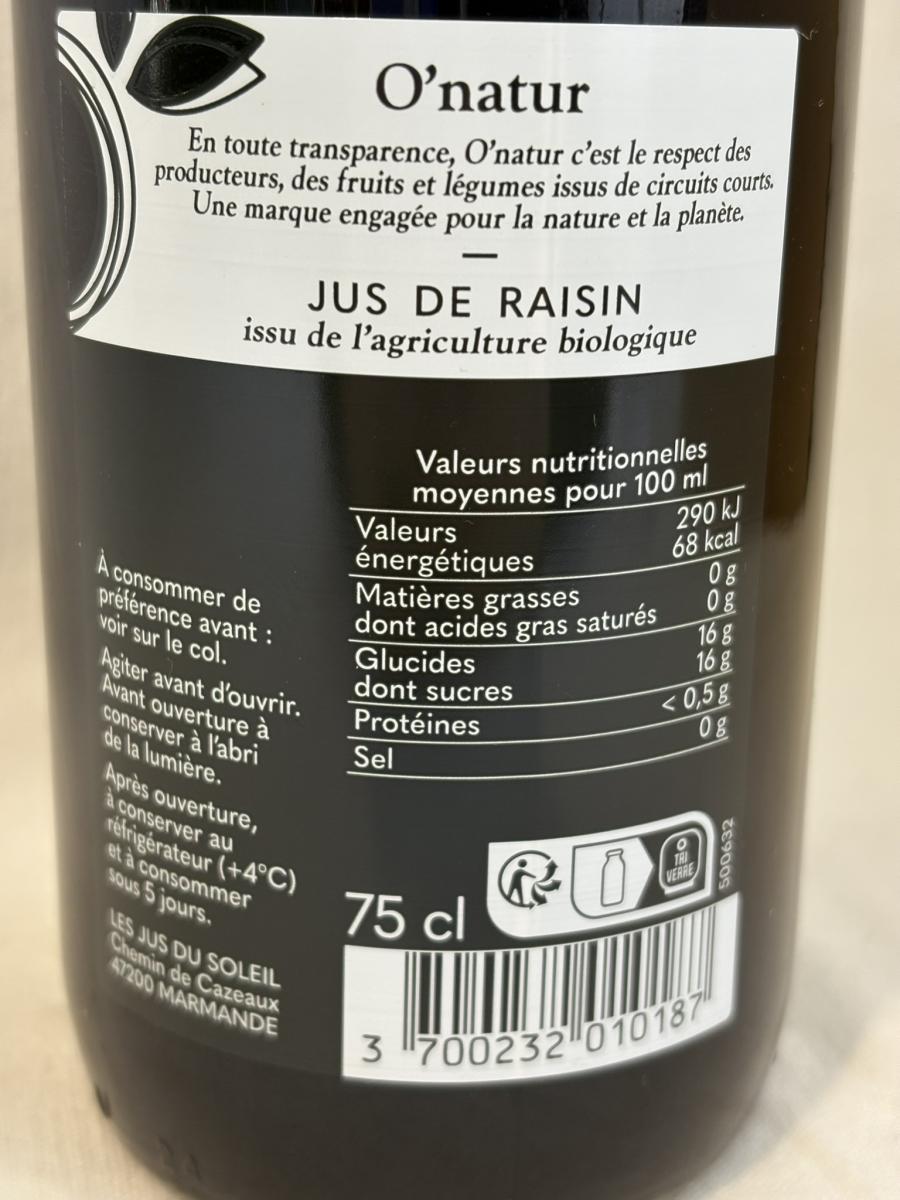 O'natur
En toute transparence, O'natur c'est le respect des
producteurs, des fruits et légumes issus de circuits courts.
Une marque engagée pour la nature et la planète.
JUS DE RAISIN
issu de l'agriculture biologique
Valeurs nutritionnelles
moyennes pour 100 ml
Valeurs 290 kJ
énergétiques 68 kcal
Matières grasses 0 g
dont acides gras saturés 0 g
Glucides 16 g
dont sucres 16 g
Protéines < 0,5 g
Sel 0 g
À consommer de
préférence avant :
voir sur le col.
Agiter avant d'ouvrir.
Avant ouverture à
conserver à l'abri
de la lumière.
Après ouverture,
à conserver au
réfrigérateur (+4°C)
et à consommer
sous 5 jours.
LES JUS DU SOLEIL
Chemin de Cazeaux
47200 MARMANDE
75 cl
TRI
VERRE
500632
3 700232 010187